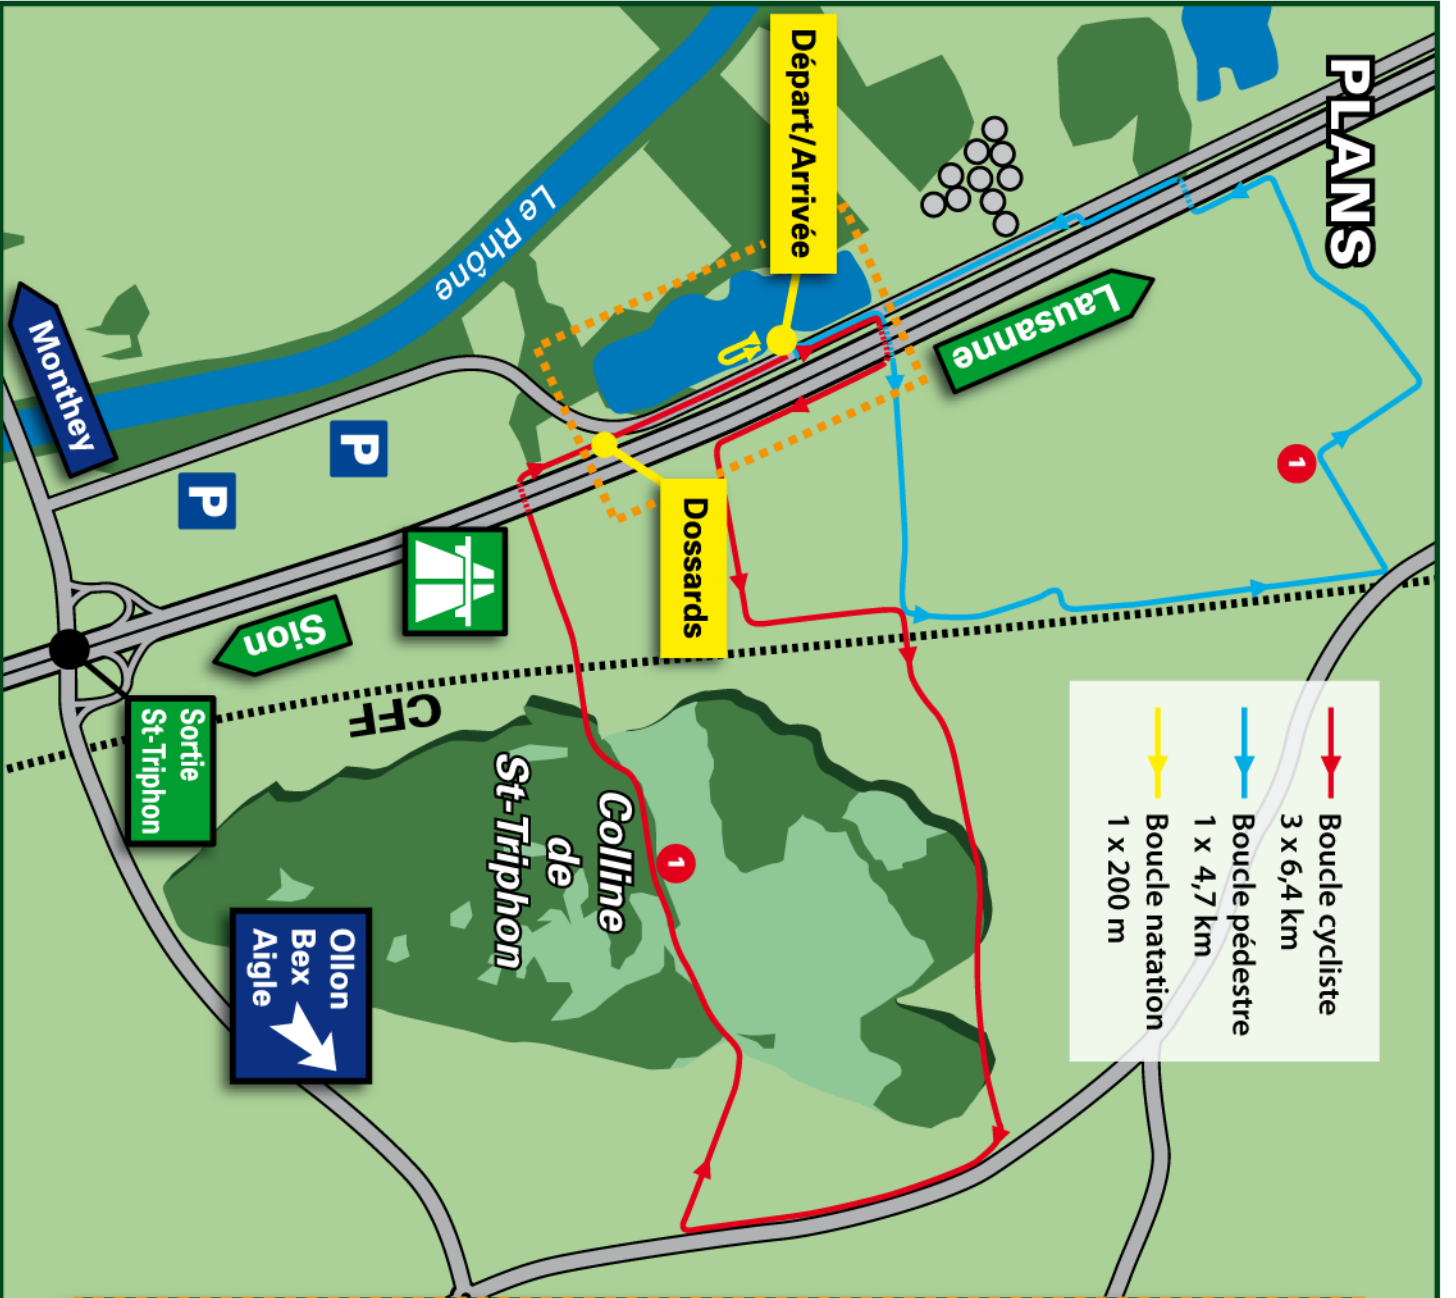 PLANS
Départ/Arrivée
Le Rhône
Lausanne
Monthey
P
P
Dossards
Sion
CFF
Sortie
St-Triphon
Colline
de
St-Triphon
1
1
Ollon
Bex
Aigle
Boucle cycliste
3 x 6,4 km
Boucle pédestre
1 x 4,7 km
Boucle natation
1 x 200 m